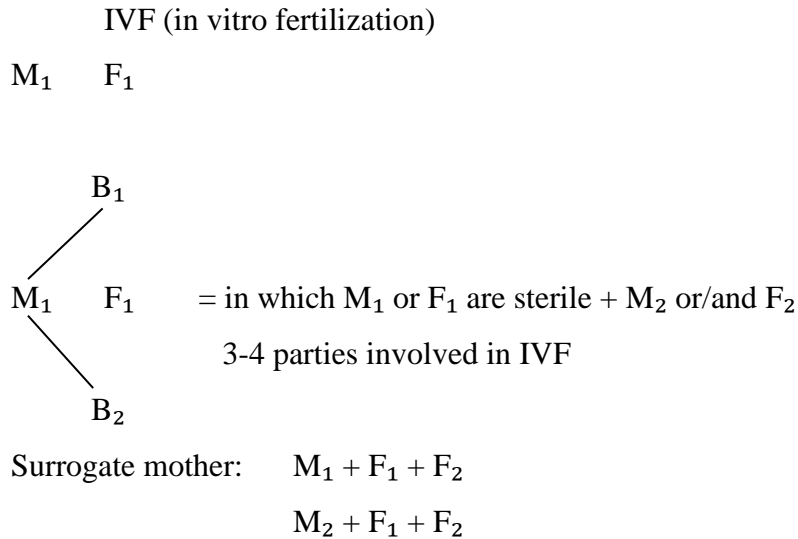 IVF (in vitro fertilization)
M₁ F₁
B₁
M₁ F₁ = in which M₁ or F₁ are sterile + M₂ or/and F₂
3-4 parties involved in IVF
B₂
Surrogate mother: M₁ + F₁ + F₂
M₂ + F₁ + F₂